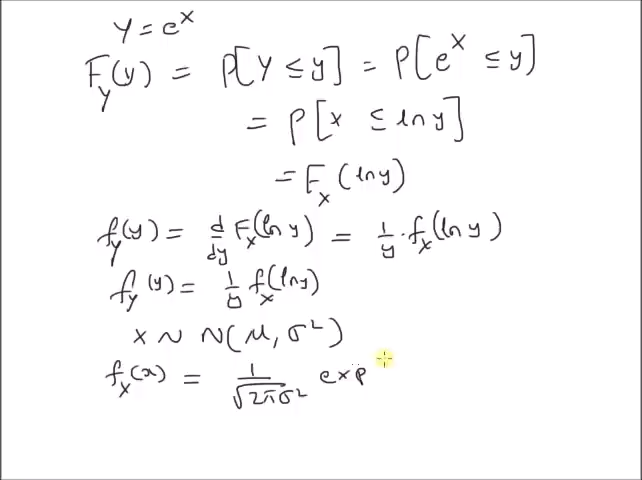 Y = e^X
F_Y(y) = P[Y ≤ y] = P[e^X ≤ y]
= P[X ≤ ln y]
= F_X(ln y)
f_Y(y) = d/dy F_X(ln y) = 1/y · f_X(ln y)
f_Y(y) = 1/y f_X(ln y)
X ~ N(μ, σ²)
f_X(x) = 1/√2πσ² exp